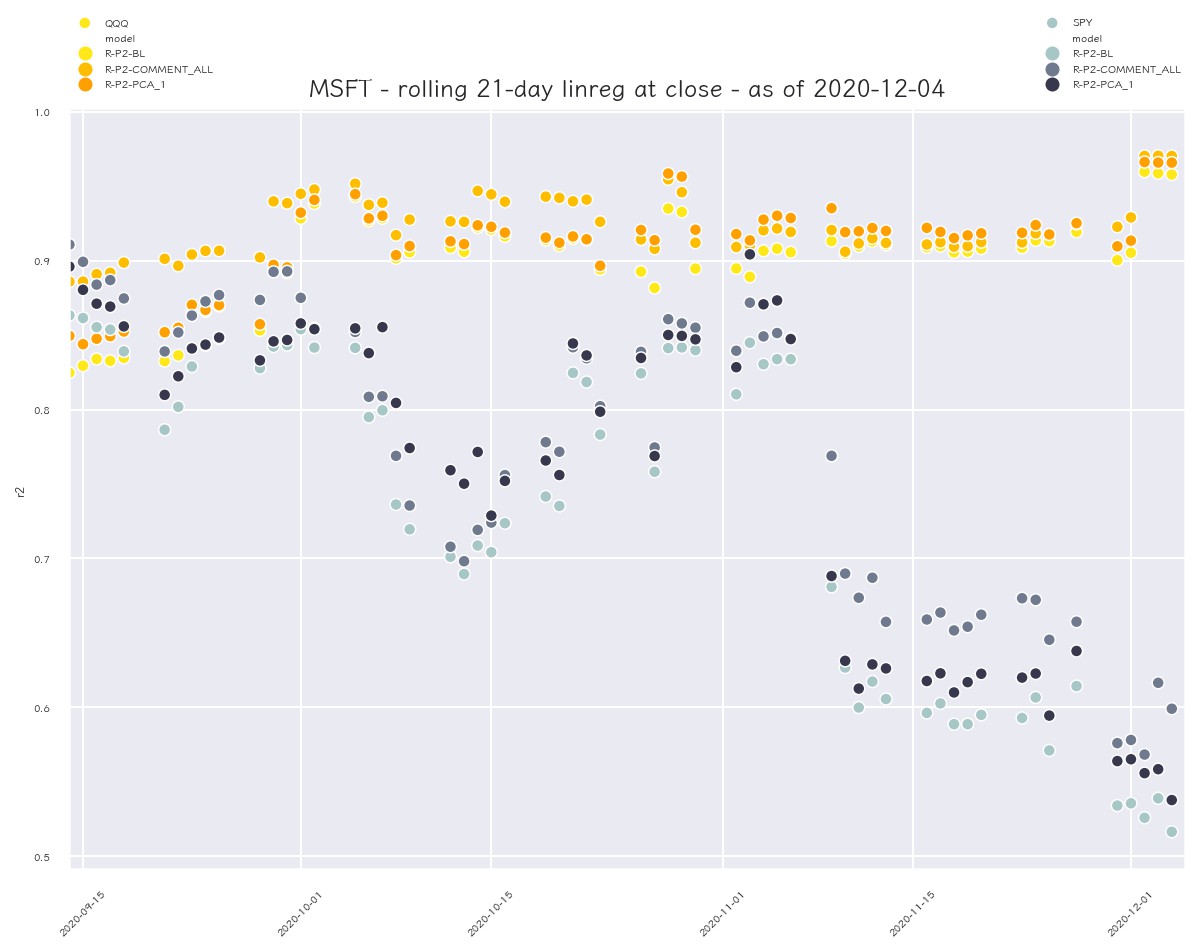 QQQ
model
R-P2-BL
R-P2-COMMENT_ALL
R-P2-PCA_1
SPY
model
R-P2-BL
R-P2-COMMENT_ALL
R-P2-PCA_1
MSFT - rolling 21-day linreg at close - as of 2020-12-04
1.0
0.9
0.8
0.7
0.6
0.5
r2
2020-09-15
2020-10-01
2020-10-15
2020-11-01
2020-11-15
2020-12-01